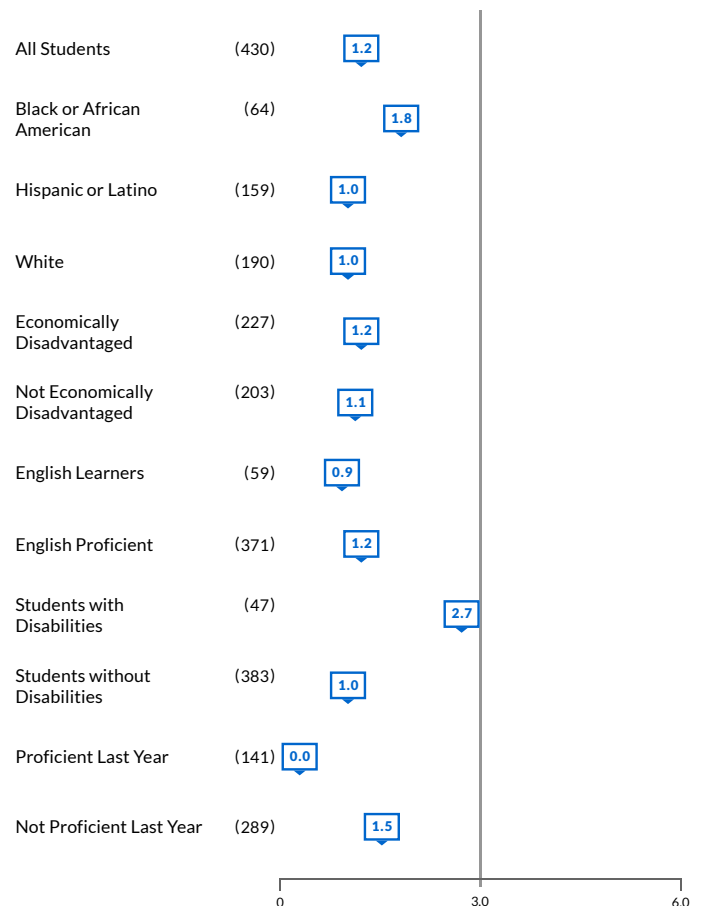 All Students (430) 1.2
Black or African (64) 1.8
American
Hispanic or Latino (159) 1.0
White (190) 1.0
Economically (227) 1.2
Disadvantaged
Not Economically (203) 1.1
Disadvantaged
English Learners (59) 0.9
English Proficient (371) 1.2
Students with (47) 2.7
Disabilities
Students without (383) 1.0
Disabilities
Proficient Last Year (141) 0.0
Not Proficient Last Year (289) 1.5
0 3.0 6.0